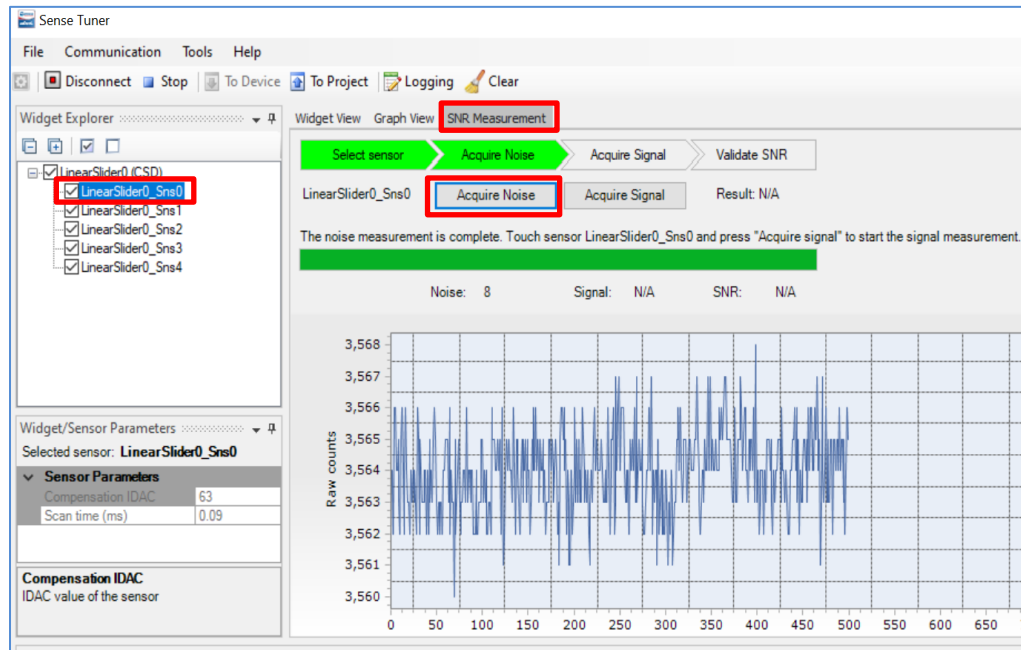 Sense Tuner
File Communication Tools Help
Disconnect Stop To Device To Project Logging Clear
Widget Explorer
LinearSlider0 (CSD)
LinearSlider0_Sns0
LinearSlider0_Sns1
LinearSlider0_Sns2
LinearSlider0_Sns3
LinearSlider0_Sns4
Widget/Sensor Parameters
Selected sensor: LinearSlider0_Sns0
Sensor Parameters
Compensation IDAC 63
Scan time (ms) 0.09
Compensation IDAC
IDAC value of the sensor
Widget View Graph View SNR Measurement
Select sensor Acquire Noise Acquire Signal Validate SNR
LinearSlider0_Sns0 Acquire Noise Acquire Signal Result: N/A
The noise measurement is complete. Touch sensor LinearSlider0_Sns0 and press "Acquire signal" to start the signal measurement.
Noise: 8 Signal: N/A SNR: N/A
Raw counts
3,568
3,567
3,566
3,565
3,564
3,563
3,562
3,561
3,560
0 50 100 150 200 250 300 350 400 450 500 550 600 650